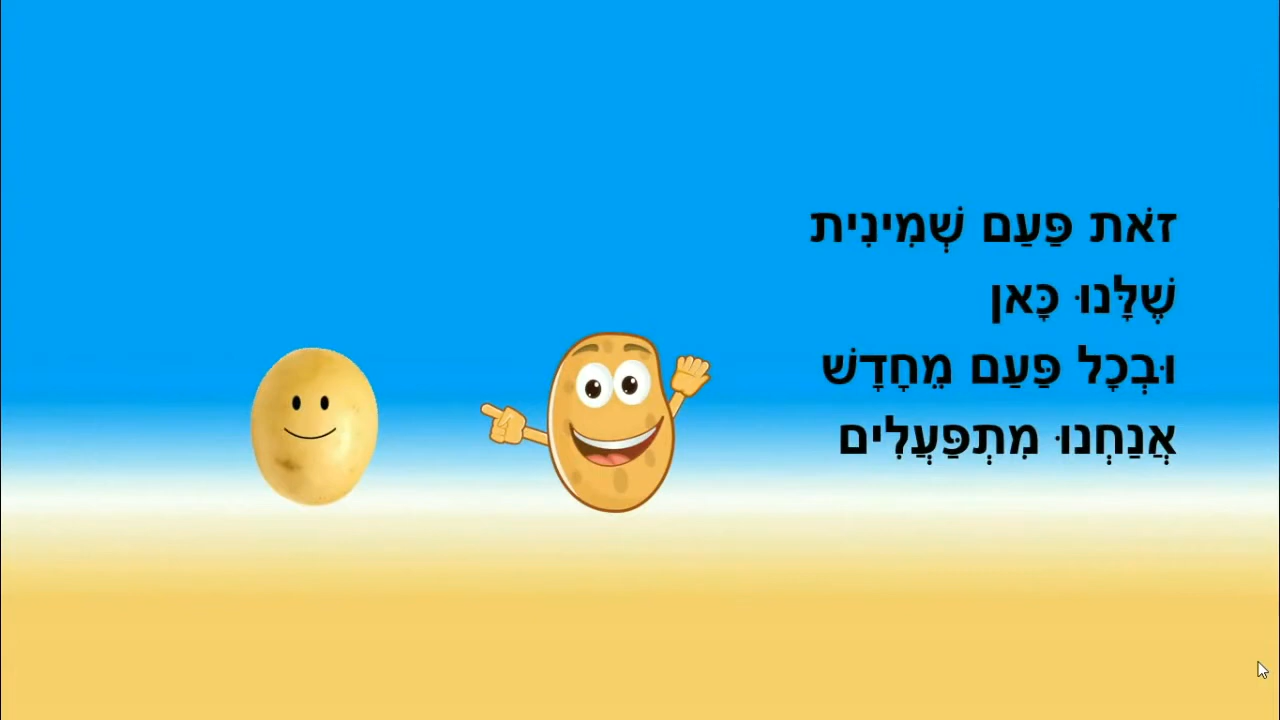 זֹאת פַּעַם שְׁמִינִית
שֶׁלָּנוּ כָּאן
וּבְכָל פַּעַם מֵחָדָשׁ
אֲנַחְנוּ מִתְפַּעֲלִים